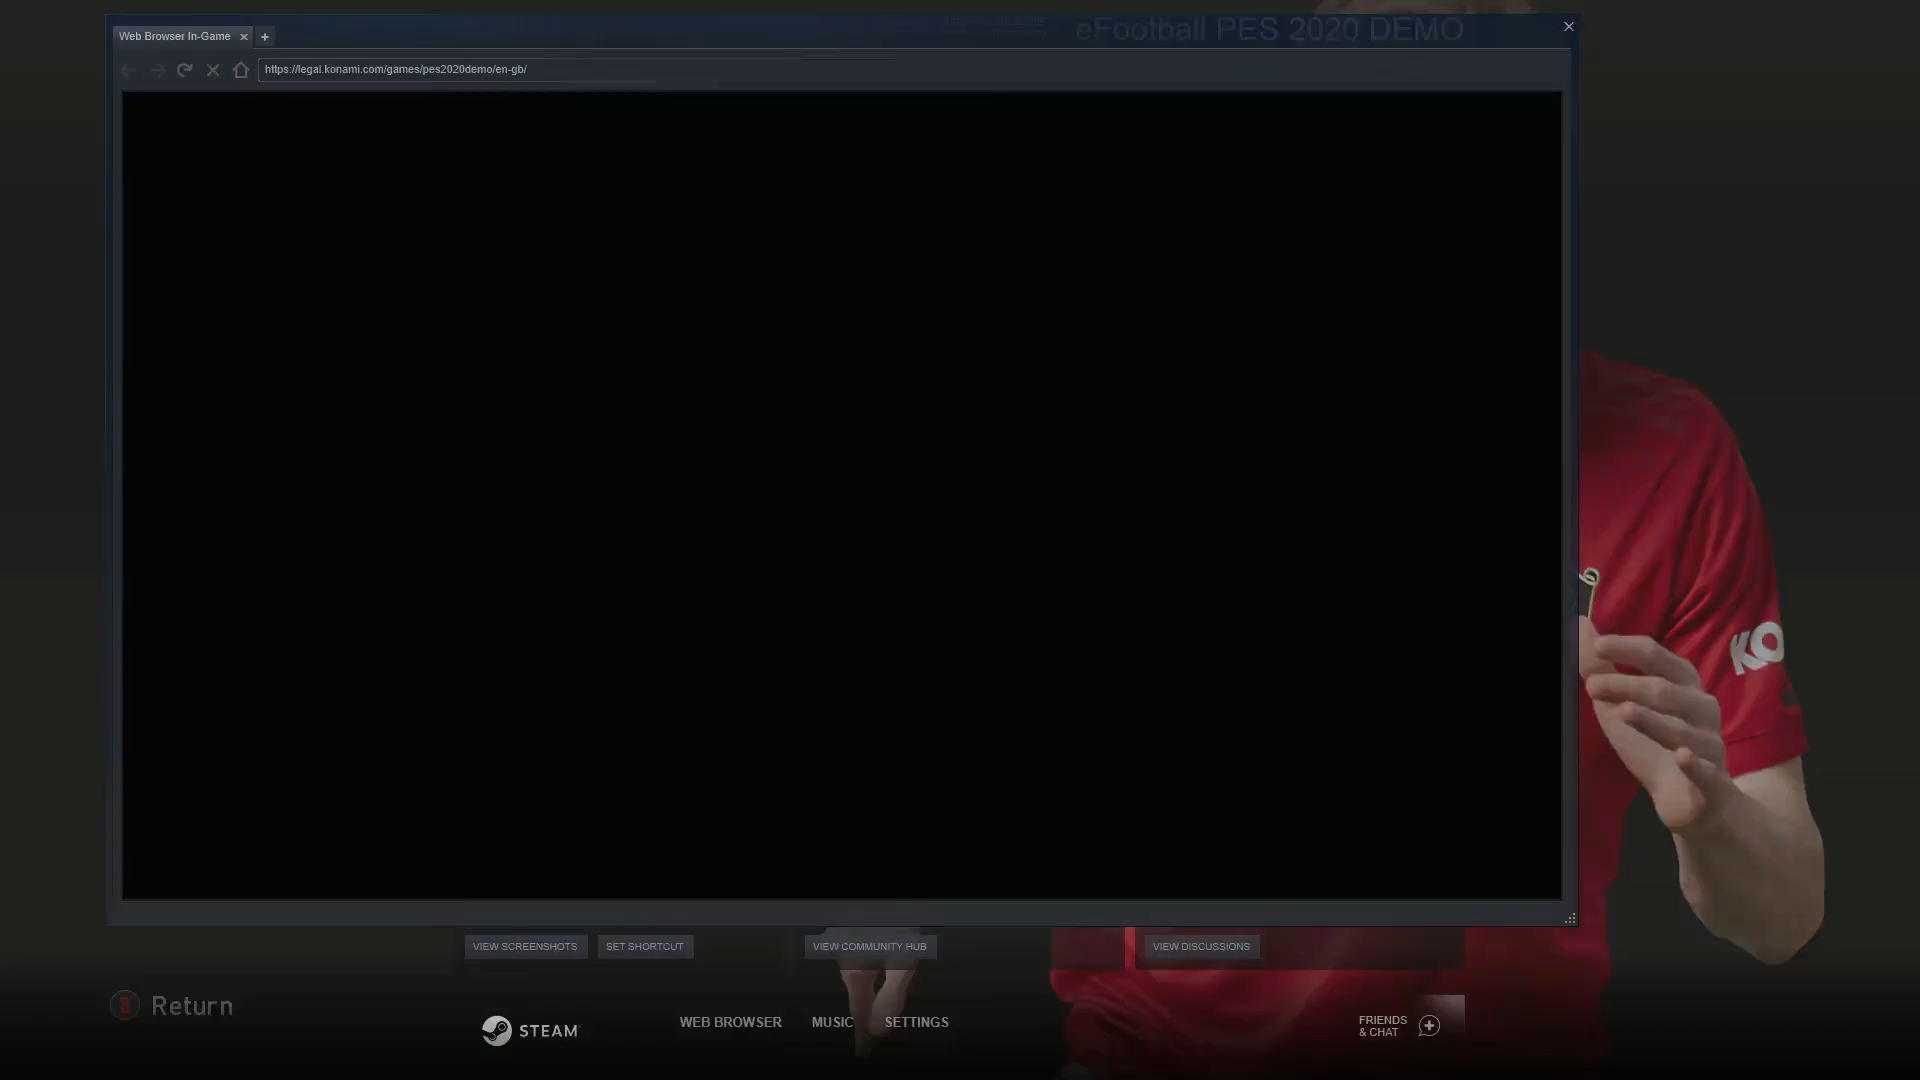 eFootball PES 2020 DEMO
Web Browser In-Game
https://legal.konami.com/games/pes2020demo/en-gb/
KO
VIEW SCREENSHOTS
SET SHORTCUT
VIEW COMMUNITY HUB
VIEW DISCUSSIONS
B Return
STEAM
WEB BROWSER
MUSIC
SETTINGS
FRIENDS
& CHAT